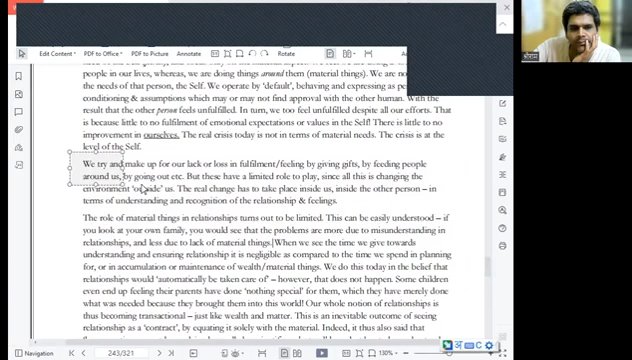 Edit Content PDF to Office PDF to Picture Annotate Rotate
people in our lives, whereas, we are doing things around them (material things). We are no
the needs of that person, the Self. We operate by ‘default’, behaving and expressing as pe
conditioning & assumptions which may or may not find approval with the other human. With the
result that the other person feels unfulfilled. In turn, we too feel unfulfilled despite all our efforts. That
is because little to no fulfilment of emotional expectations or values in the Self! There is little to no
improvement in ourselves. The real crisis today is not in terms of material needs. The crisis is at the
level of the Self.
We try and make up for our lack or loss in fulfilment/feeling by giving gifts, by feeding people
around us, by going out etc. But these have a limited role to play, since all this is changing the
environment ‘outside’ us. The real change has to take place inside us, inside the other person – in
terms of understanding and recognition of the relationship & feelings.
The role of material things in relationships turns out to be limited. This can be easily understood – if
you look at your own family, you would see that the problems are more due to misunderstanding in
relationships, and less due to lack of material things. When we see the time we give towards
understanding and ensuring relationship it is negligible as compared to the time we spend in planning
for, or in accumulation or maintenance of wealth/material things. We do this today in the belief that
relationships would ‘automatically be taken care of’ – however, that does not happen. Some children
even end up feeling their parents have done ‘nothing special’ for them, which they have merely done
what was needed because they brought them into this world! Our whole notion of relationships is
thus becoming transactional – just like wealth and matter. This is an inevitable outcome of seeing
relationship as a ‘contract’, by equating it solely with the material. Indeed, it thus also said that
Navigation 243/321 130%
श्रीराम